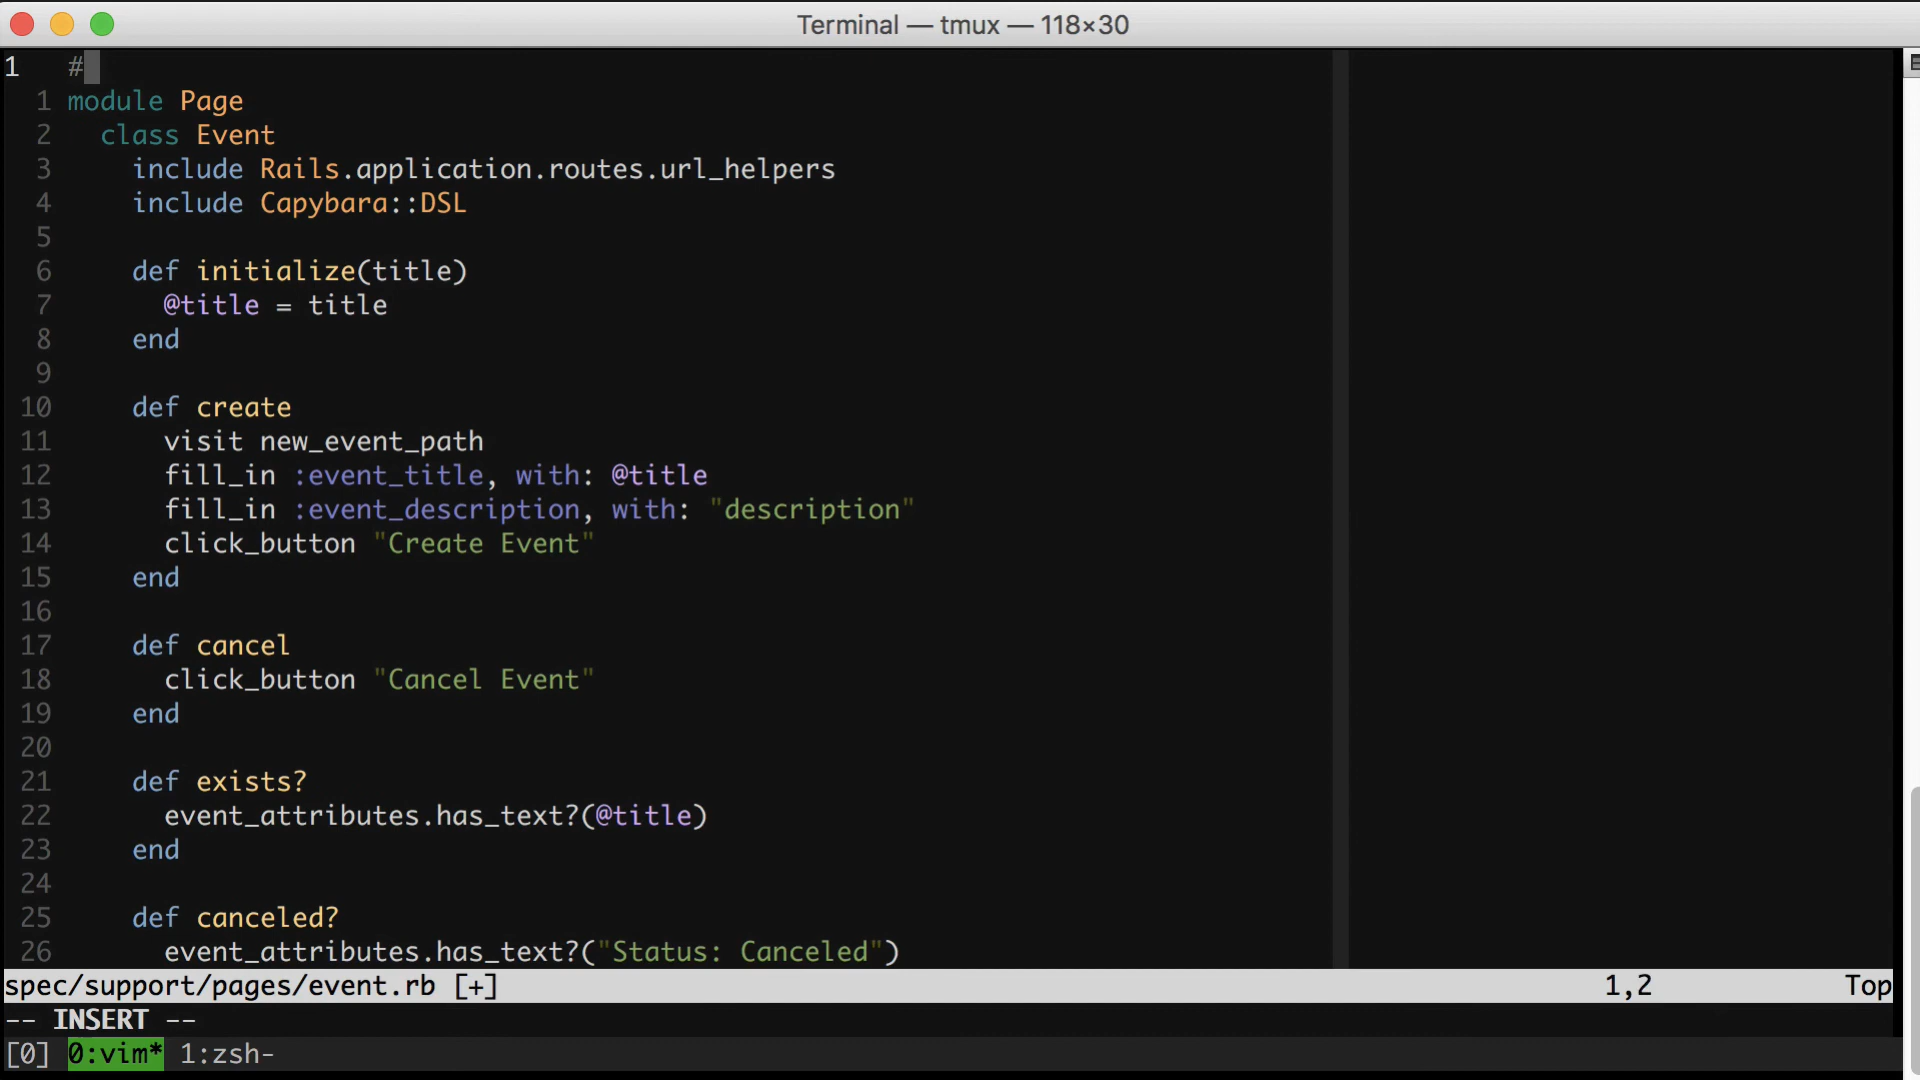 Terminal — tmux — 118×30
1 #
1 module Page
2 class Event
3 include Rails.application.routes.url_helpers
4 include Capybara::DSL
5
6 def initialize(title)
7 @title = title
8 end
9
10 def create
11 visit new_event_path
12 fill_in :event_title, with: @title
13 fill_in :event_description, with: "description"
14 click_button "Create Event"
15 end
16
17 def cancel
18 click_button "Cancel Event"
19 end
20
21 def exists?
22 event_attributes.has_text?(@title)
23 end
24
25 def canceled?
26 event_attributes.has_text?("Status: Canceled")
spec/support/pages/event.rb [+] 1,2 Top
-- INSERT --
[0] 0:vim* 1:zsh-